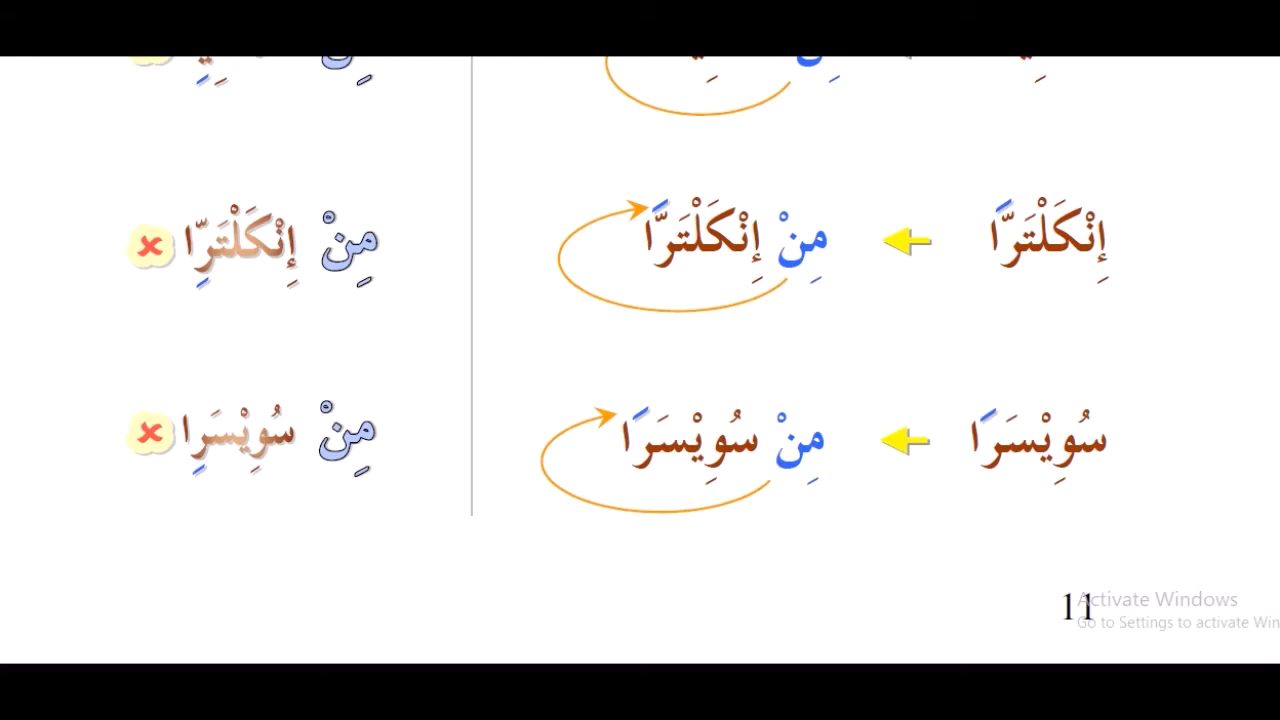 إِنْكَلْتَرَّا مِنْ إِنْكَلْتَرَّا مِنْ إِنْكَلْتَرِّا
سُوِيْسَرَا مِنْ سُوِيْسَرَا مِنْ سُوِيْسَرِا
11
Activate Windows
Go to Settings to activate Win